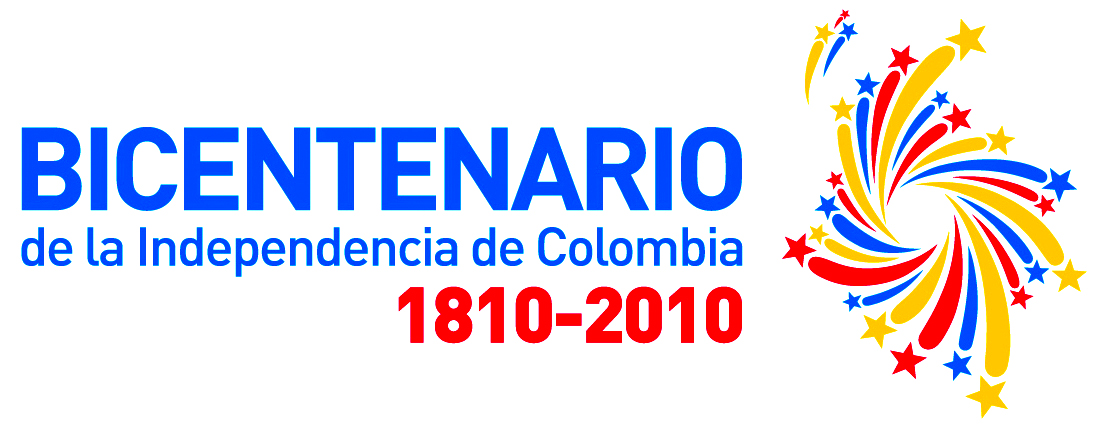 BICENTENARIO
de la Independencia de Colombia
1810-2010